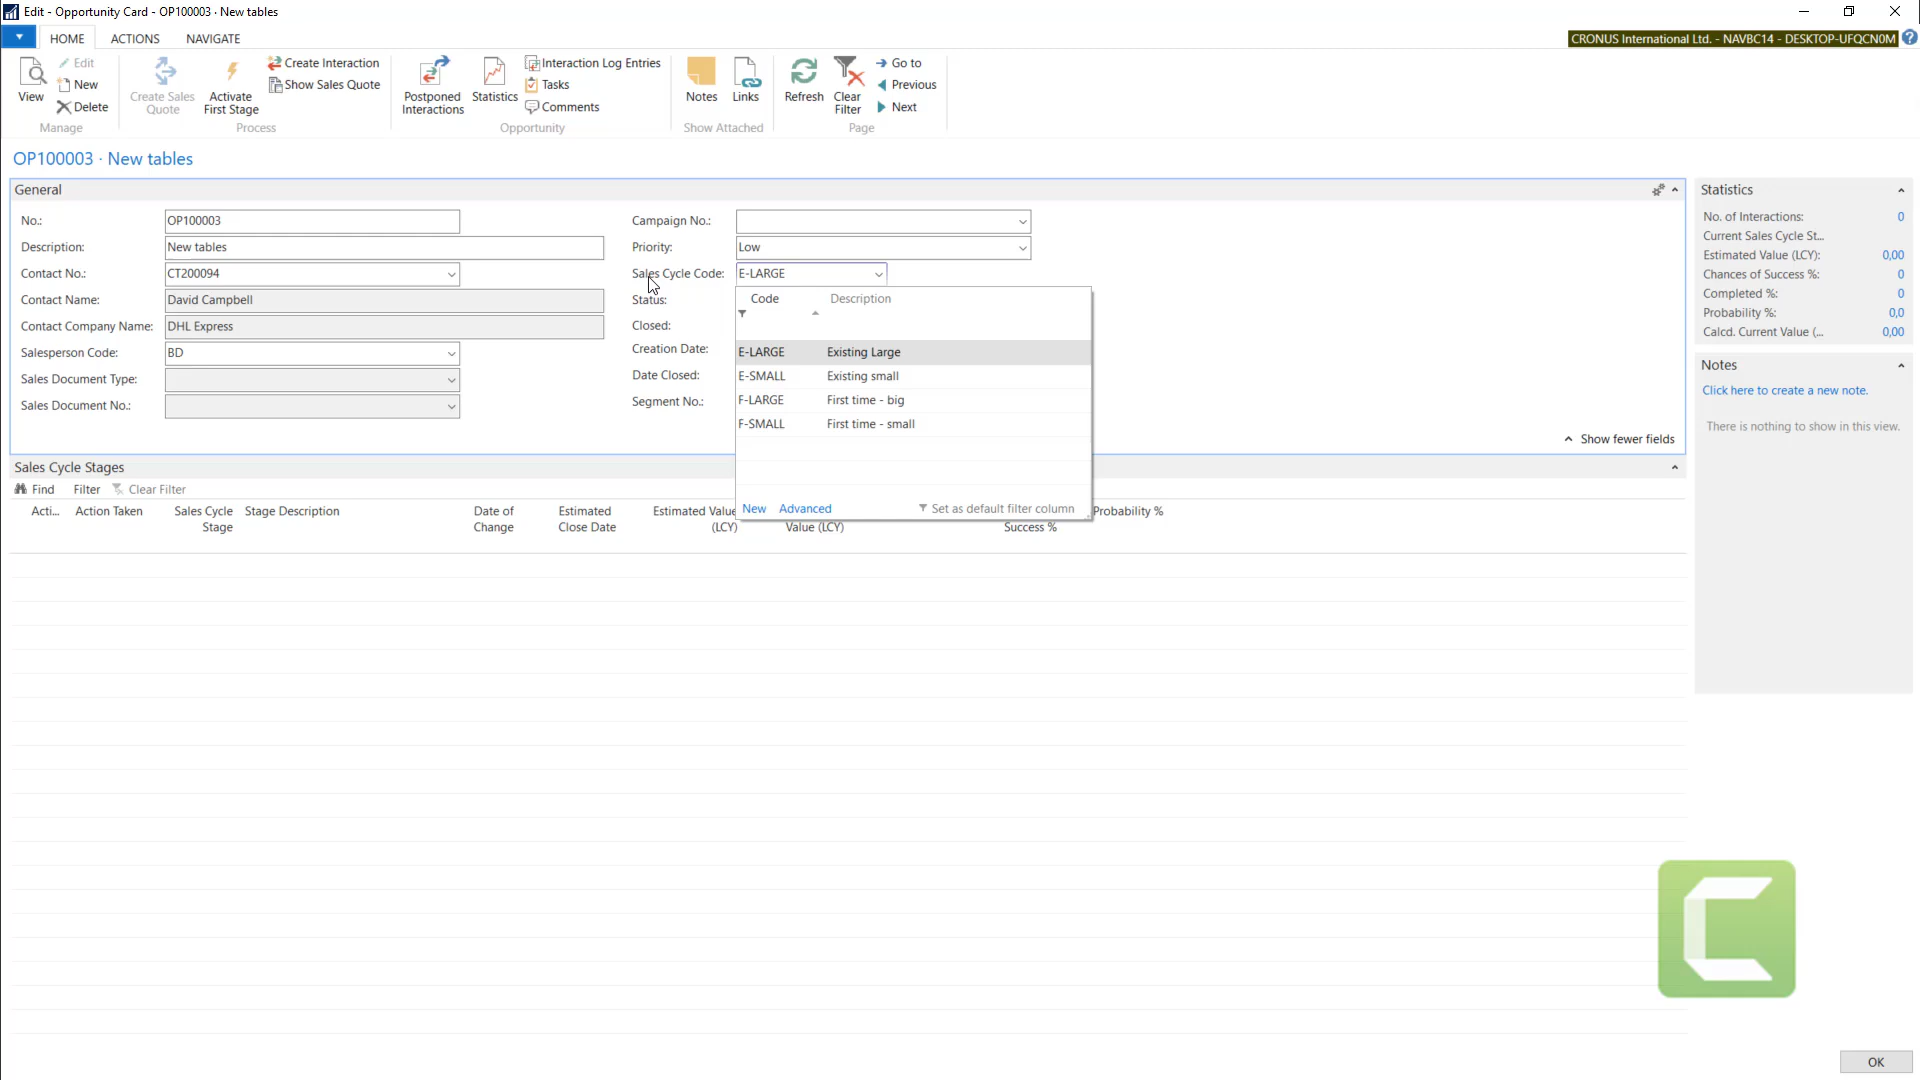 Edit - Opportunity Card - OP100003 · New tables
HOME ACTIONS NAVIGATE
CRONUS International Ltd. - NAVBC14 - DESKTOP-UFQCN0M
View
Edit
New
Delete
Manage
Create Sales Quote
Activate First Stage
Create Interaction
Show Sales Quote
Process
Postponed Interactions
Statistics
Interaction Log Entries
Tasks
Comments
Opportunity
Notes
Links
Show Attached
Refresh
Clear Filter
Go to
Previous
Next
Page
OP100003 · New tables
General
No.: OP100003
Description: New tables
Contact No.: CT200094
Contact Name: David Campbell
Contact Company Name: DHL Express
Salesperson Code: BD
Sales Document Type:
Sales Document No.:
Campaign No.:
Priority: Low
Sales Cycle Code: E-LARGE
Status:
Closed:
Creation Date:
Date Closed:
Segment No.:
Code Description
E-LARGE Existing Large
E-SMALL Existing small
F-LARGE First time - big
F-SMALL First time - small
New Advanced Set as default filter column
Show fewer fields
Sales Cycle Stages
Find Filter Clear Filter
Acti... Action Taken Sales Cycle Stage Stage Description Date of Change Estimated Close Date Estimated Value (LCY) Value (LCY) Success % Probability %
Statistics
No. of Interactions: 0
Current Sales Cycle St...
Estimated Value (LCY): 0,00
Chances of Success %: 0
Completed %: 0
Probability %: 0,0
Calcd. Current Value (... 0,00
Notes
Click here to create a new note.
There is nothing to show in this view.
OK